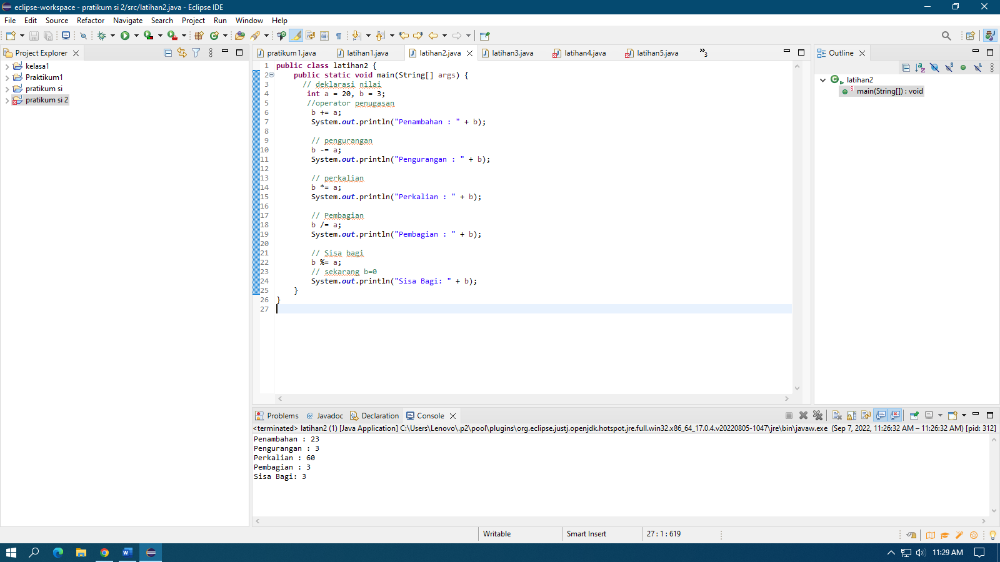 eclipse-workspace - pratikum si 2/src/latihan2.java - Eclipse IDE
File Edit Source Refactor Navigate Search Project Run Window Help
Project Explorer
kelasa1
Praktikum1
pratikum si
pratikum si 2
pratikum1.java latihan1.java latihan2.java latihan3.java latihan4.java latihan5.java »3
1 public class latihan2 {
2 public static void main(String[] args) {
3 // deklarasi nilai
4 int a = 20, b = 3;
5 //operator penugasan
6 b += a;
7 System.out.println("Penambahan : " + b);
8
9 // pengurangan
10 b -= a;
11 System.out.println("Pengurangan : " + b);
12
13 // perkalian
14 b *= a;
15 System.out.println("Perkalian : " + b);
16
17 // Pembagian
18 b /= a;
19 System.out.println("Pembagian : " + b);
20
21 // Sisa bagi
22 b %= a;
23 // sekarang b=0
24 System.out.println("Sisa Bagi: " + b);
25 }
26 }
27
Outline
latihan2
main(String[]) : void
Problems @ Javadoc Declaration Console
<terminated> latihan2 (1) [Java Application] C:\Users\Lenovo\.p2\pool\plugins\org.eclipse.justj.openjdk.hotspot.jre.full.win32.x86_64_17.0.4.v20220805-1047\jre\bin\javaw.exe (Sep 7, 2022, 11:26:32 AM – 11:26:32 AM) [pid: 312]
Penambahan : 23
Pengurangan : 3
Perkalian : 60
Pembagian : 3
Sisa Bagi: 3
Writable Smart Insert 27 : 1 : 619
11:29 AM